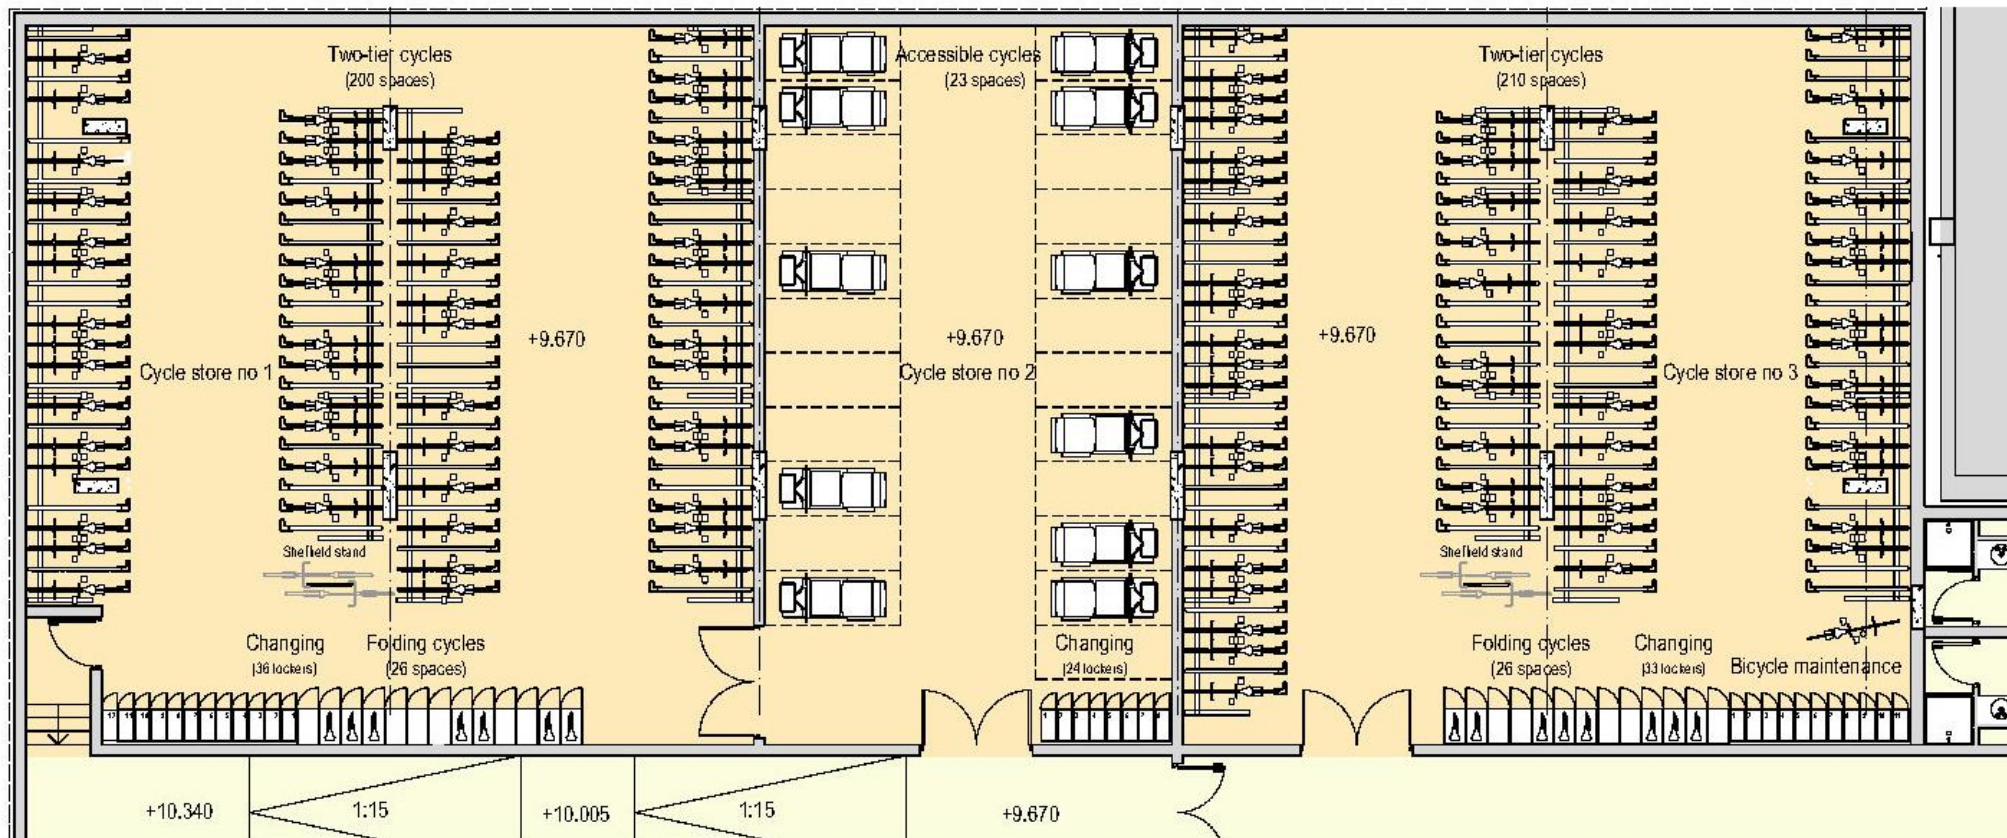 Two-tier cycles
(200 spaces)
Accessible cycles
(23 spaces)
Two-tier cycles
(210 spaces)
+9.670
+9.670
+9.670
Cycle store no 1
Cycle store no 2
Cycle store no 3
Sheffield stand
Sheffield stand
Changing
(36 lockers)
Folding cycles
(26 spaces)
Changing
(24 lockers)
Folding cycles
(26 spaces)
Changing
(33 lockers)
Bicycle maintenance
+10.340
1:15
+10.005
1:15
+9.670